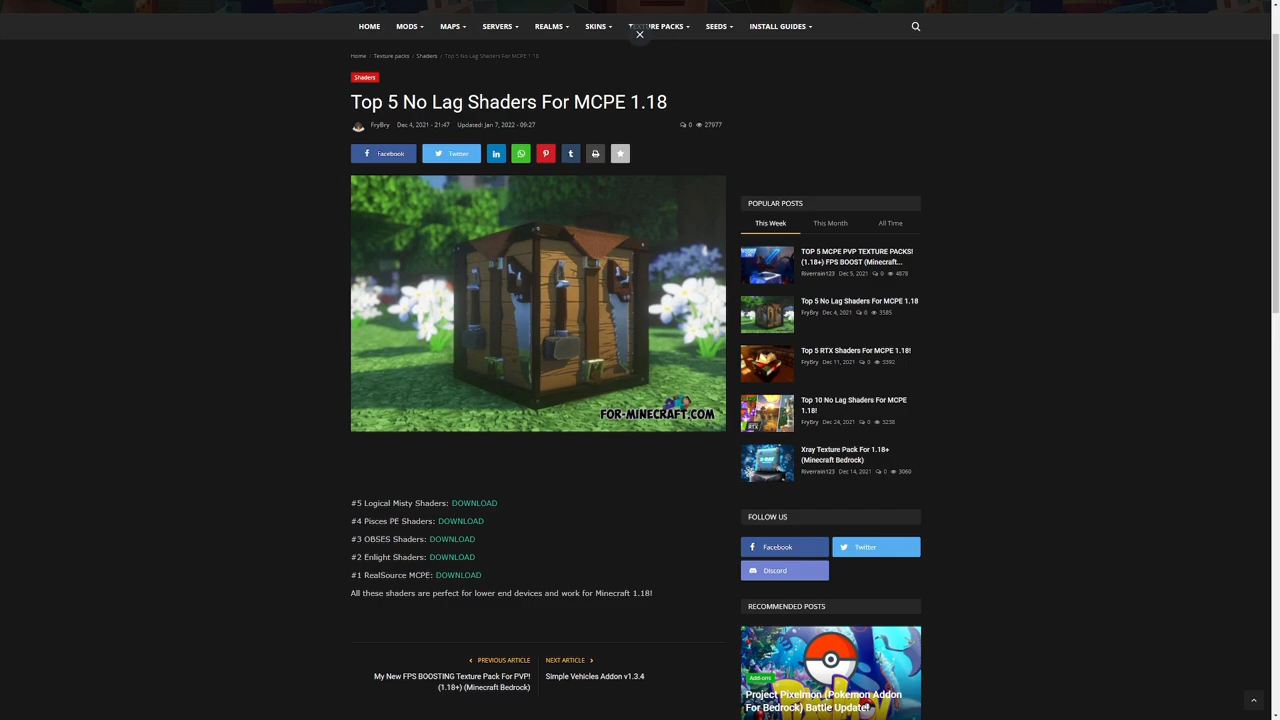 HOME MODS MAPS SERVERS REALMS SKINS TEXTURE PACKS SEEDS INSTALL GUIDES
Home / Texture packs / Shaders / Top 5 No Lag Shaders For MCPE 1.18
Shaders
Top 5 No Lag Shaders For MCPE 1.18
FryBry Dec 4, 2021 - 21:47 Updated: Jan 7, 2022 - 09:27 0 27977
Facebook Twitter
FOR-MINECRAFT.COM
#5 Logical Misty Shaders: DOWNLOAD
#4 Pisces PE Shaders: DOWNLOAD
#3 OBSES Shaders: DOWNLOAD
#2 Enlight Shaders: DOWNLOAD
#1 RealSource MCPE: DOWNLOAD
All these shaders are perfect for lower end devices and work for Minecraft 1.18!
PREVIOUS ARTICLE
My New FPS BOOSTING Texture Pack For PVP!
(1.18+) (Minecraft Bedrock)
NEXT ARTICLE
Simple Vehicles Addon v1.3.4
POPULAR POSTS
This Week This Month All Time
TOP 5 MCPE PVP TEXTURE PACKS!
(1.18+) FPS BOOST (Minecraft...
Riverrain123 Dec 5, 2021 0 4878
Top 5 No Lag Shaders For MCPE 1.18
FryBry Dec 4, 2021 0 3585
Top 5 RTX Shaders For MCPE 1.18!
FryBry Dec 11, 2021 0 3392
Top 10 No Lag Shaders For MCPE
1.18!
FryBry Dec 24, 2021 0 3238
Xray Texture Pack For 1.18+
(Minecraft Bedrock)
Riverrain123 Dec 14, 2021 0 3060
FOLLOW US
Facebook Twitter
Discord
RECOMMENDED POSTS
Add-ons
Project Pixelmon (Pokemon Addon
For Bedrock) Battle Update!